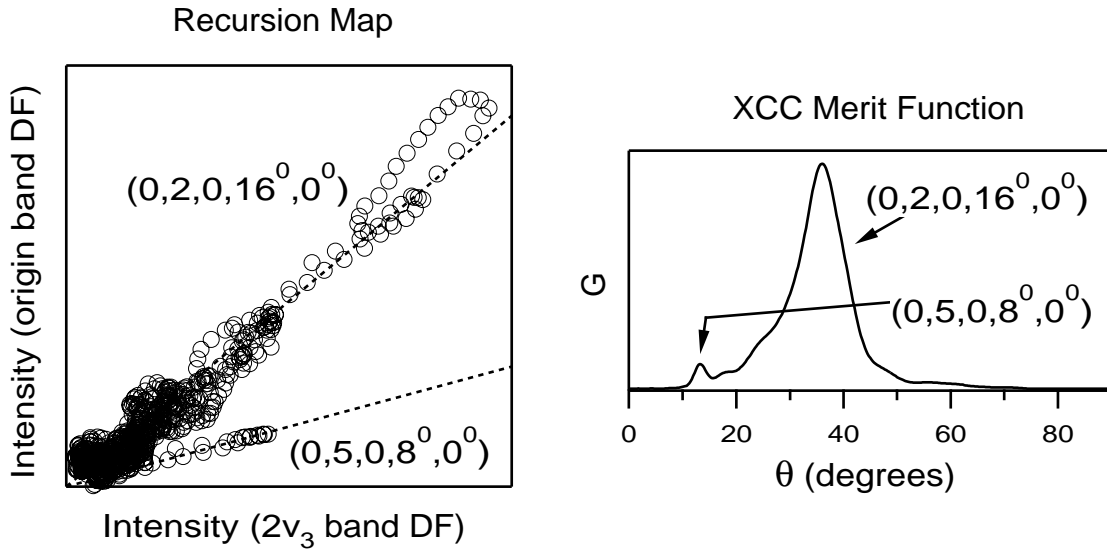 Recursion Map
Intensity (origin band DF)
(0,2,0,16⁰,0⁰)
(0,5,0,8⁰,0⁰)
Intensity (2v₃ band DF)
XCC Merit Function
G
(0,2,0,16⁰,0⁰)
(0,5,0,8⁰,0⁰)
0 20 40 60 80
θ (degrees)